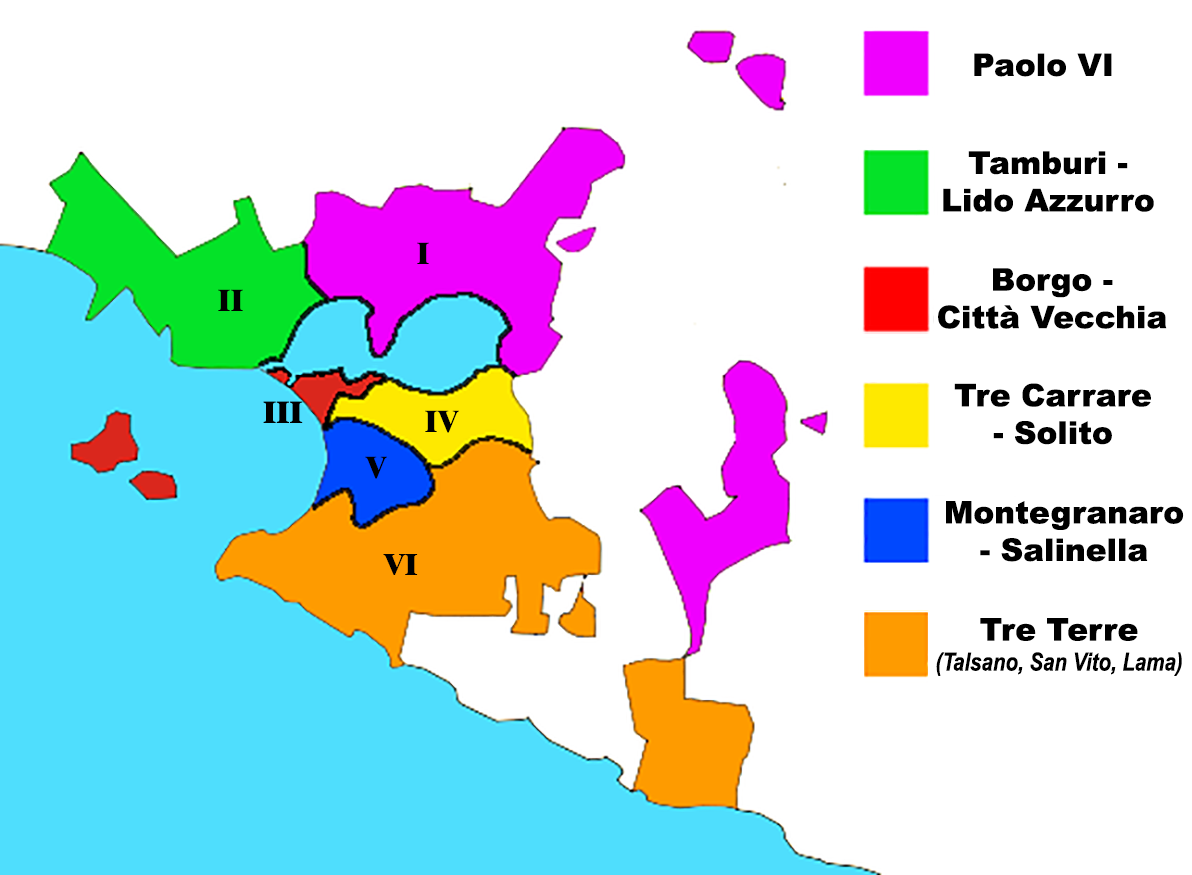 I
II
III
IV
V
VI
Paolo VI
Tamburi -
Lido Azzurro
Borgo -
Città Vecchia
Tre Carrare
- Solito
Montegranaro
- Salinella
Tre Terre
(Talsano, San Vito, Lama)